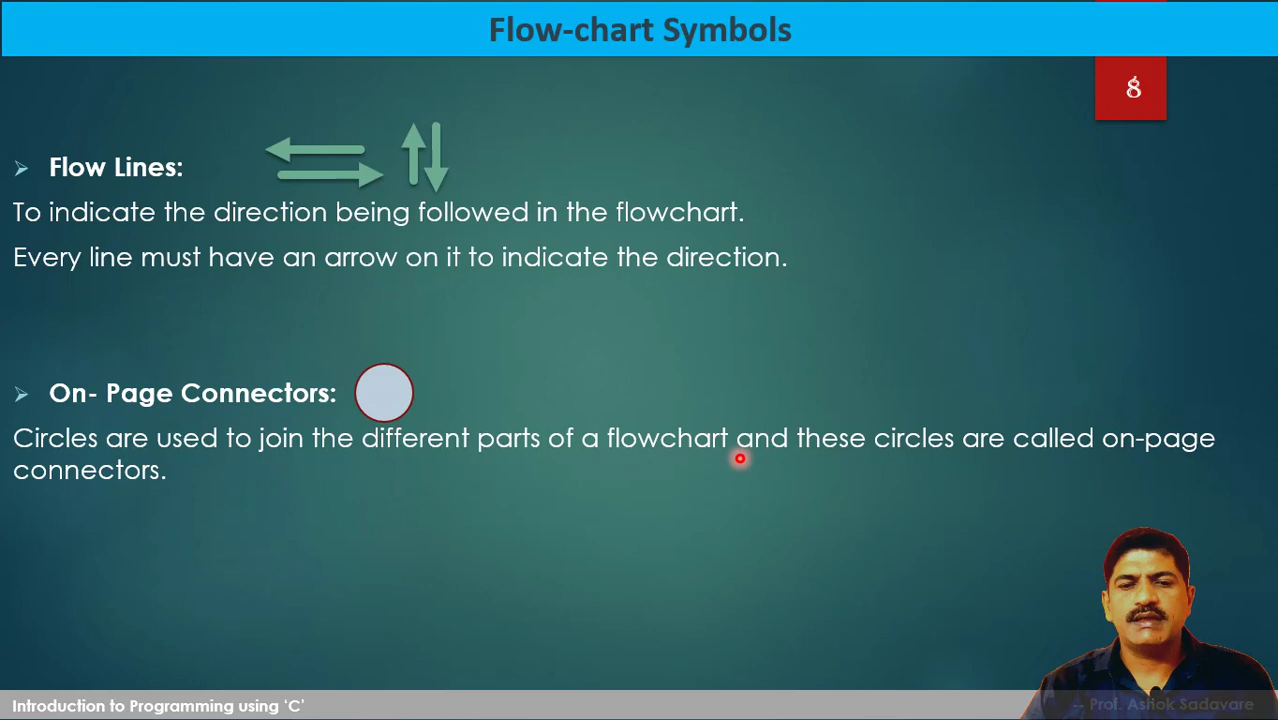 Flow-chart Symbols
8
Flow Lines:
To indicate the direction being followed in the flowchart.
Every line must have an arrow on it to indicate the direction.
On- Page Connectors:
Circles are used to join the different parts of a flowchart and these circles are called on-page
connectors.
Introduction to Programming using ‘C’
-- Prof. Ashok Sadavare